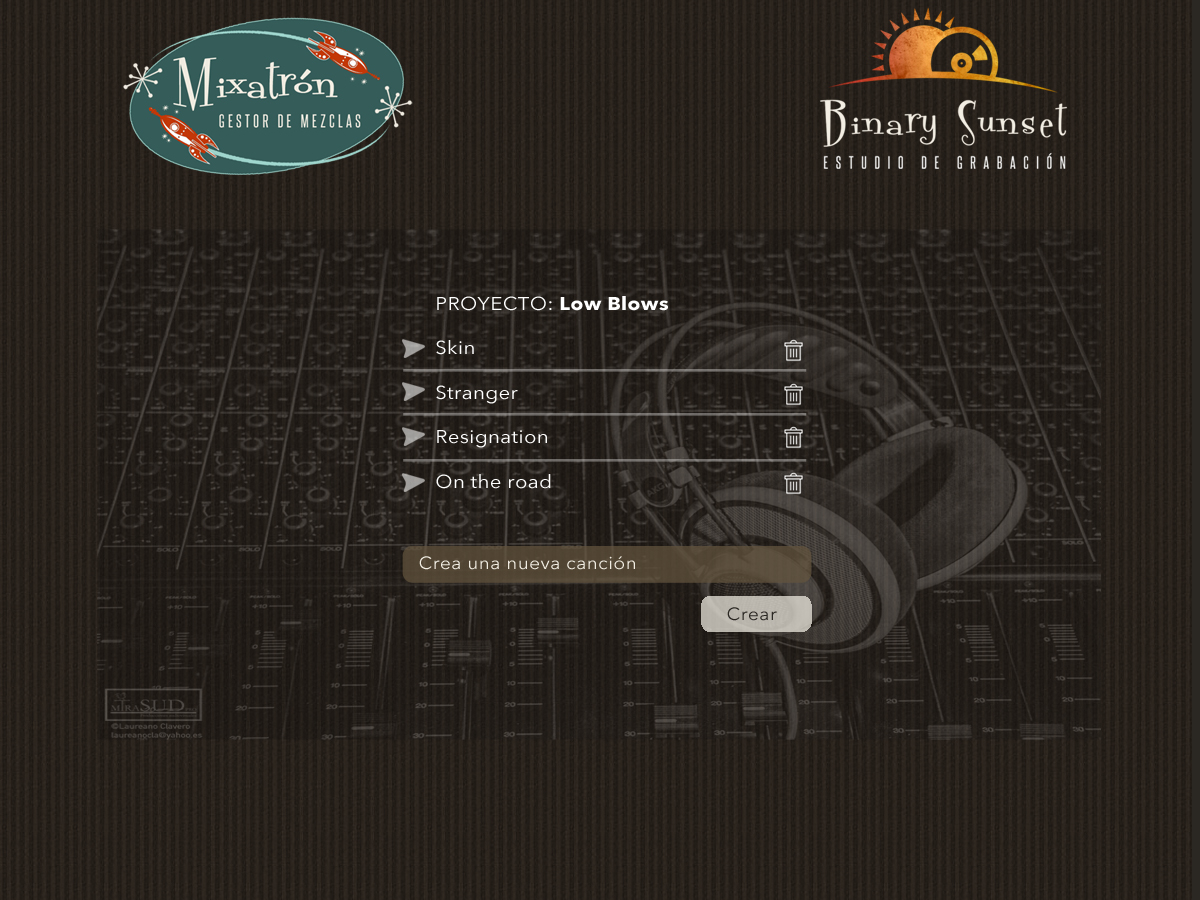 Mixatrón
GESTOR DE MEZCLAS
Binary Sunset
ESTUDIO DE GRABACIÓN
PROYECTO: Low Blows
Skin
Stranger
Resignation
On the road
Crea una nueva canción
Crear
MIRASUD
©Laureano Clavero
laureanocla@yahoo.es